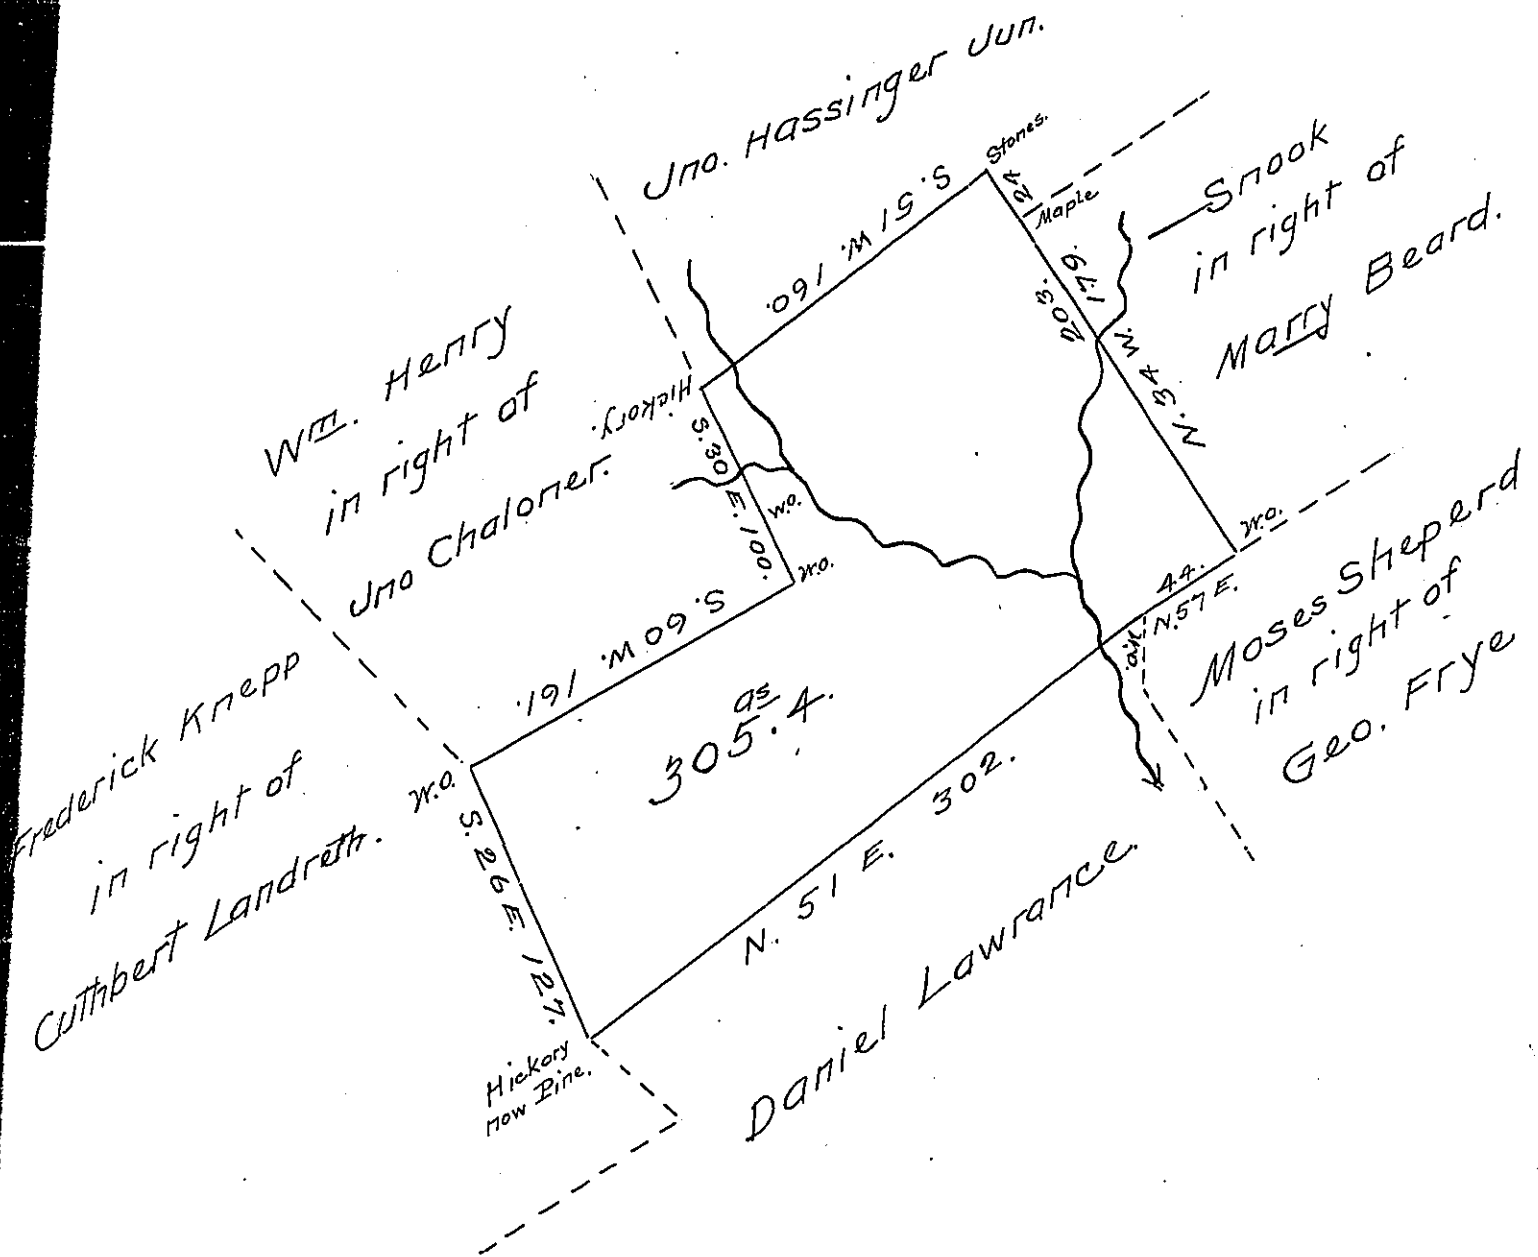 Jno. Hassinger Jun.
Stones.
24
Maple
S. 51 W. 160.
179.
203.
N. 34 W.
—Snook
in right of
Marry Beard.
Wm. Henry
in right of
Jno Chaloner.
Hickory.
S. 30 E. 100.
W.O.
W.O.
W.O.
44.
N. 57 E.
Moses Sheperd
in right of
Geo. Frye
S. 60 W. 161.
as
305.4.
Frederick Knepp
in right of
Cuthbert Landreth.
W.O.
S. 26 E. 127.
N. 51 E. 302.
Daniel Lawrance.
Hickory
now Pine.